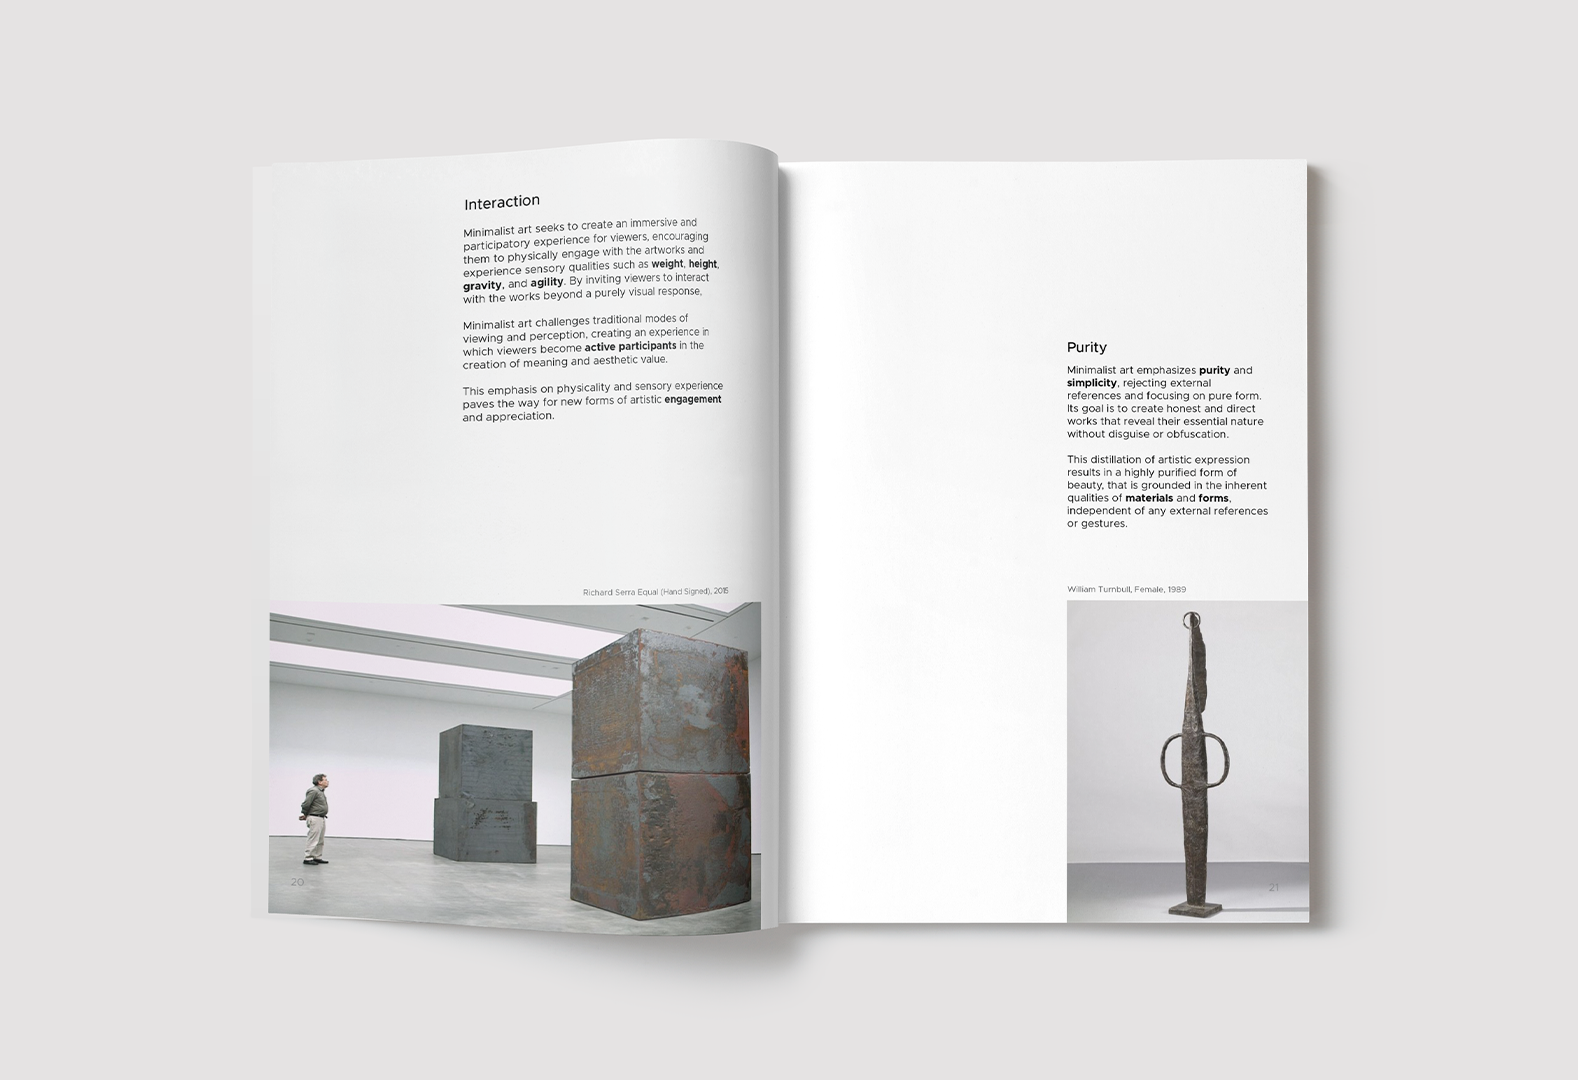 Interaction
Minimalist art seeks to create an immersive and
participatory experience for viewers, encouraging
them to physically engage with the artworks and
experience sensory qualities such as weight, height,
gravity, and agility. By inviting viewers to interact
with the works beyond a purely visual response,
Minimalist art challenges traditional modes of
viewing and perception, creating an experience in
which viewers become active participants in the
creation of meaning and aesthetic value.
This emphasis on physicality and sensory experience
paves the way for new forms of artistic engagement
and appreciation.
Richard Serra Equal (Hand Signed), 2015
20
Purity
Minimalist art emphasizes purity and
simplicity, rejecting external
references and focusing on pure form.
Its goal is to create honest and direct
works that reveal their essential nature
without disguise or obfuscation.
This distillation of artistic expression
results in a highly purified form of
beauty, that is grounded in the inherent
qualities of materials and forms,
independent of any external references
or gestures.
William Turnbull, Female, 1989
21